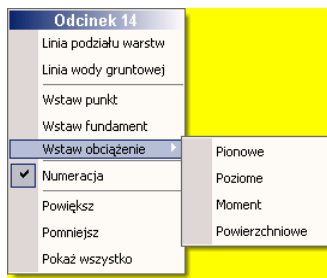 Odcinek 14
Linia podziału warstw
Linia wody gruntowej
Wstaw punkt
Wstaw fundament
Wstaw obciążenie
Numeracja
Powiększ
Pomniejsz
Pokaż wszystko
Pionowe
Poziome
Moment
Powierzchniowe